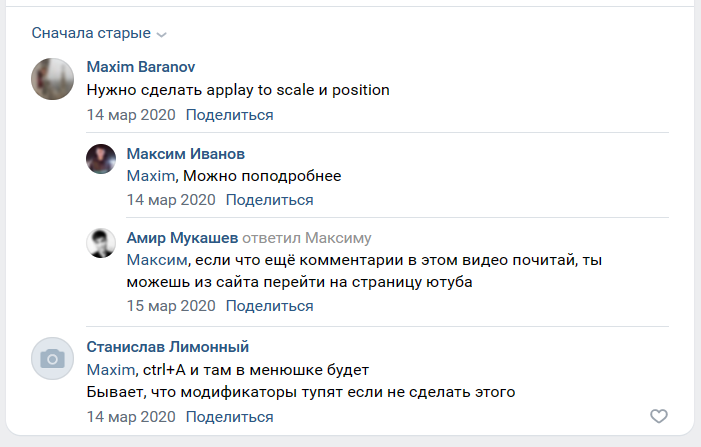 Сначала старые
Maxim Baranov
Нужно сделать applay to scale и position
14 мар 2020 Поделиться
Максим Иванов
Maxim, Можно поподробнее
14 мар 2020 Поделиться
Амир Мукашев ответил Максиму
Максим, если что ещё комментарии в этом видео почитай, ты
можешь из сайта перейти на страницу ютуба
15 мар 2020 Поделиться
Станислав Лимонный
Maxim, ctrl+A и там в менюшке будет
Бывает, что модификаторы тупят если не сделать этого
14 мар 2020 Поделиться